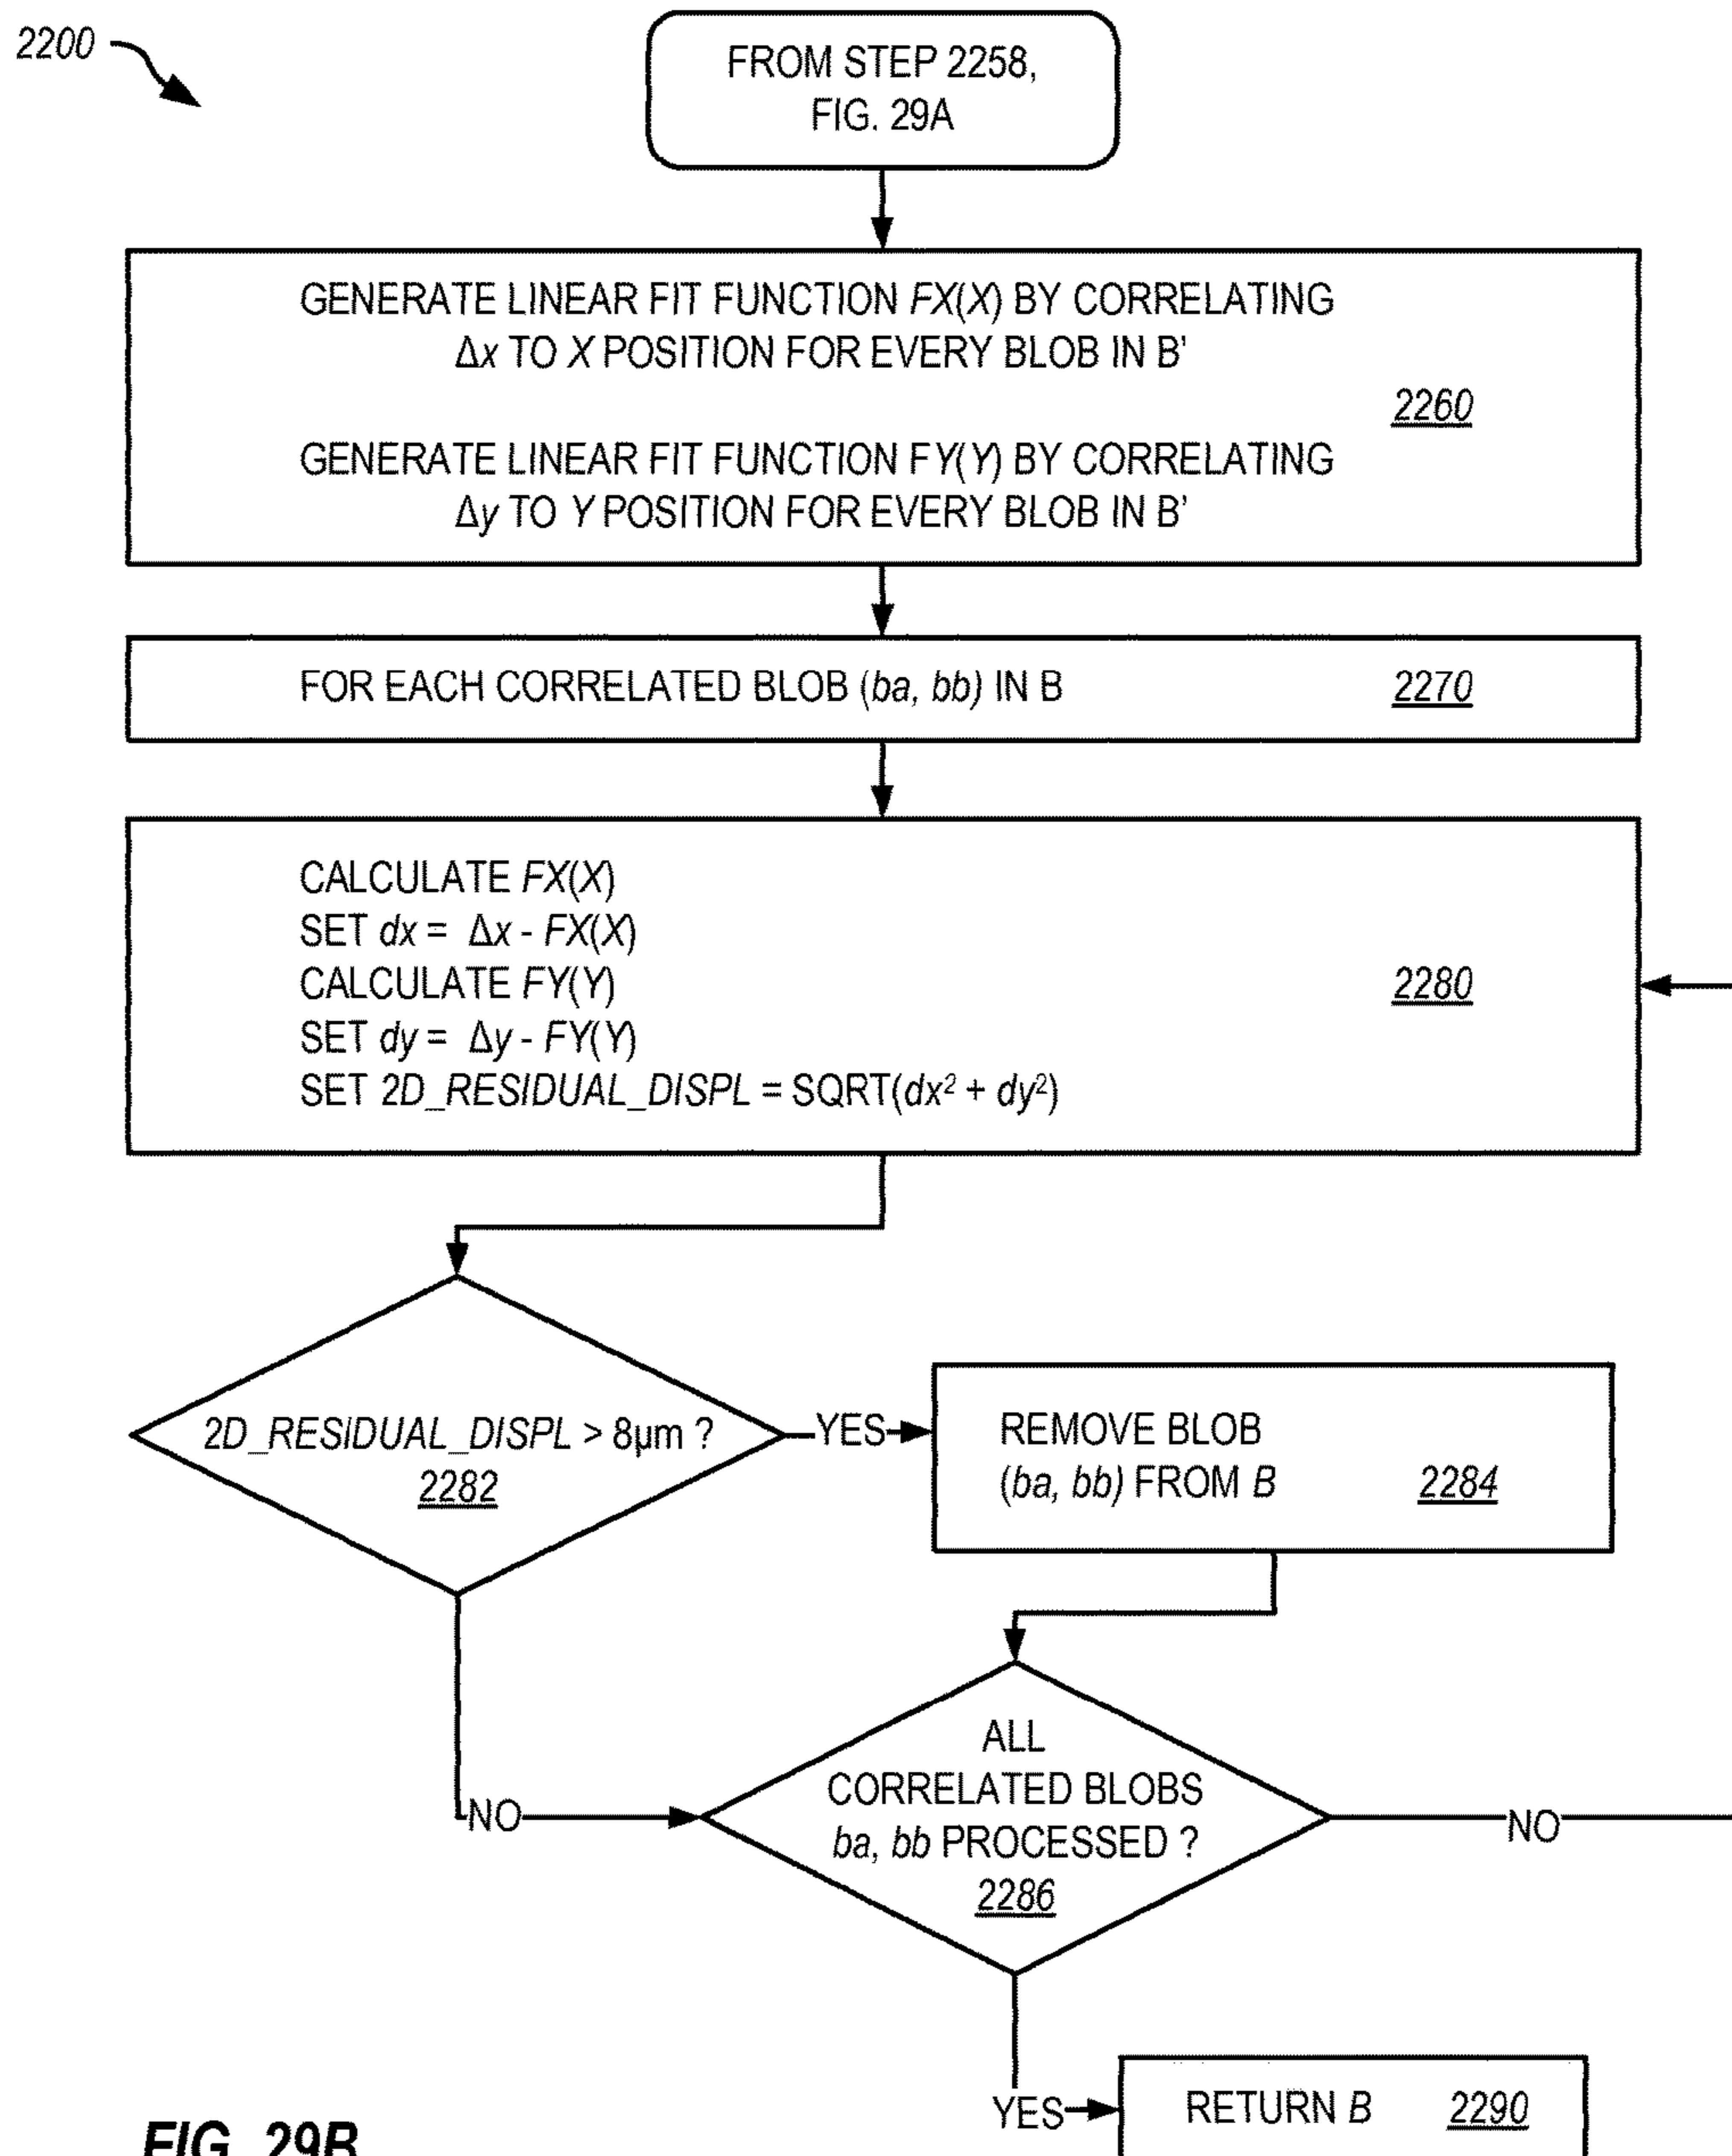 2200
FROM STEP 2258,
FIG. 29A
GENERATE LINEAR FIT FUNCTION FX(X) BY CORRELATING
Δx TO X POSITION FOR EVERY BLOB IN B'
2260
GENERATE LINEAR FIT FUNCTION FY(Y) BY CORRELATING
Δy TO Y POSITION FOR EVERY BLOB IN B'
FOR EACH CORRELATED BLOB (ba, bb) IN B 2270
CALCULATE FX(X)
SET dx = Δx - FX(X)
CALCULATE FY(Y) 2280
SET dy = Δy - FY(Y)
SET 2D_RESIDUAL_DISPL = SQRT(dx² + dy²)
2D_RESIDUAL_DISPL > 8µm ?
2282
YES
REMOVE BLOB
(ba, bb) FROM B 2284
NO
ALL
CORRELATED BLOBS
ba, bb PROCESSED ?
2286
NO
YES
RETURN B 2290
FIG. 29B